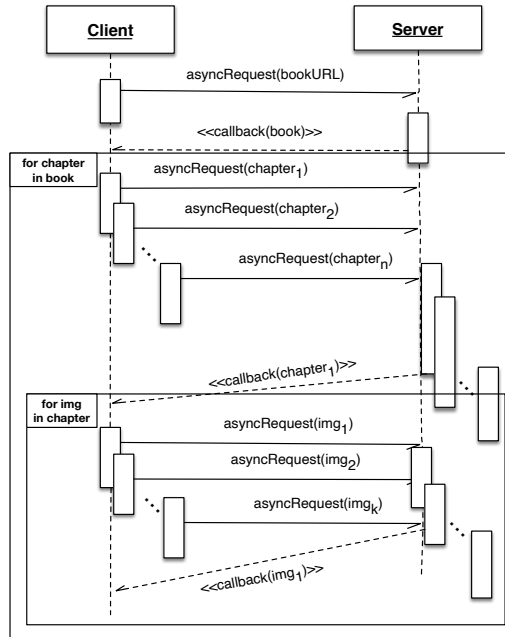 Client
Server
asyncRequest(bookURL)
<<callback(book)>>
for chapter
in book
asyncRequest(chapter₁)
asyncRequest(chapter₂)
asyncRequest(chapterₙ)
<<callback(chapter₁)>>
for img
in chapter
asyncRequest(img₁)
asyncRequest(img₂)
asyncRequest(imgₖ)
<<callback(img₁)>>